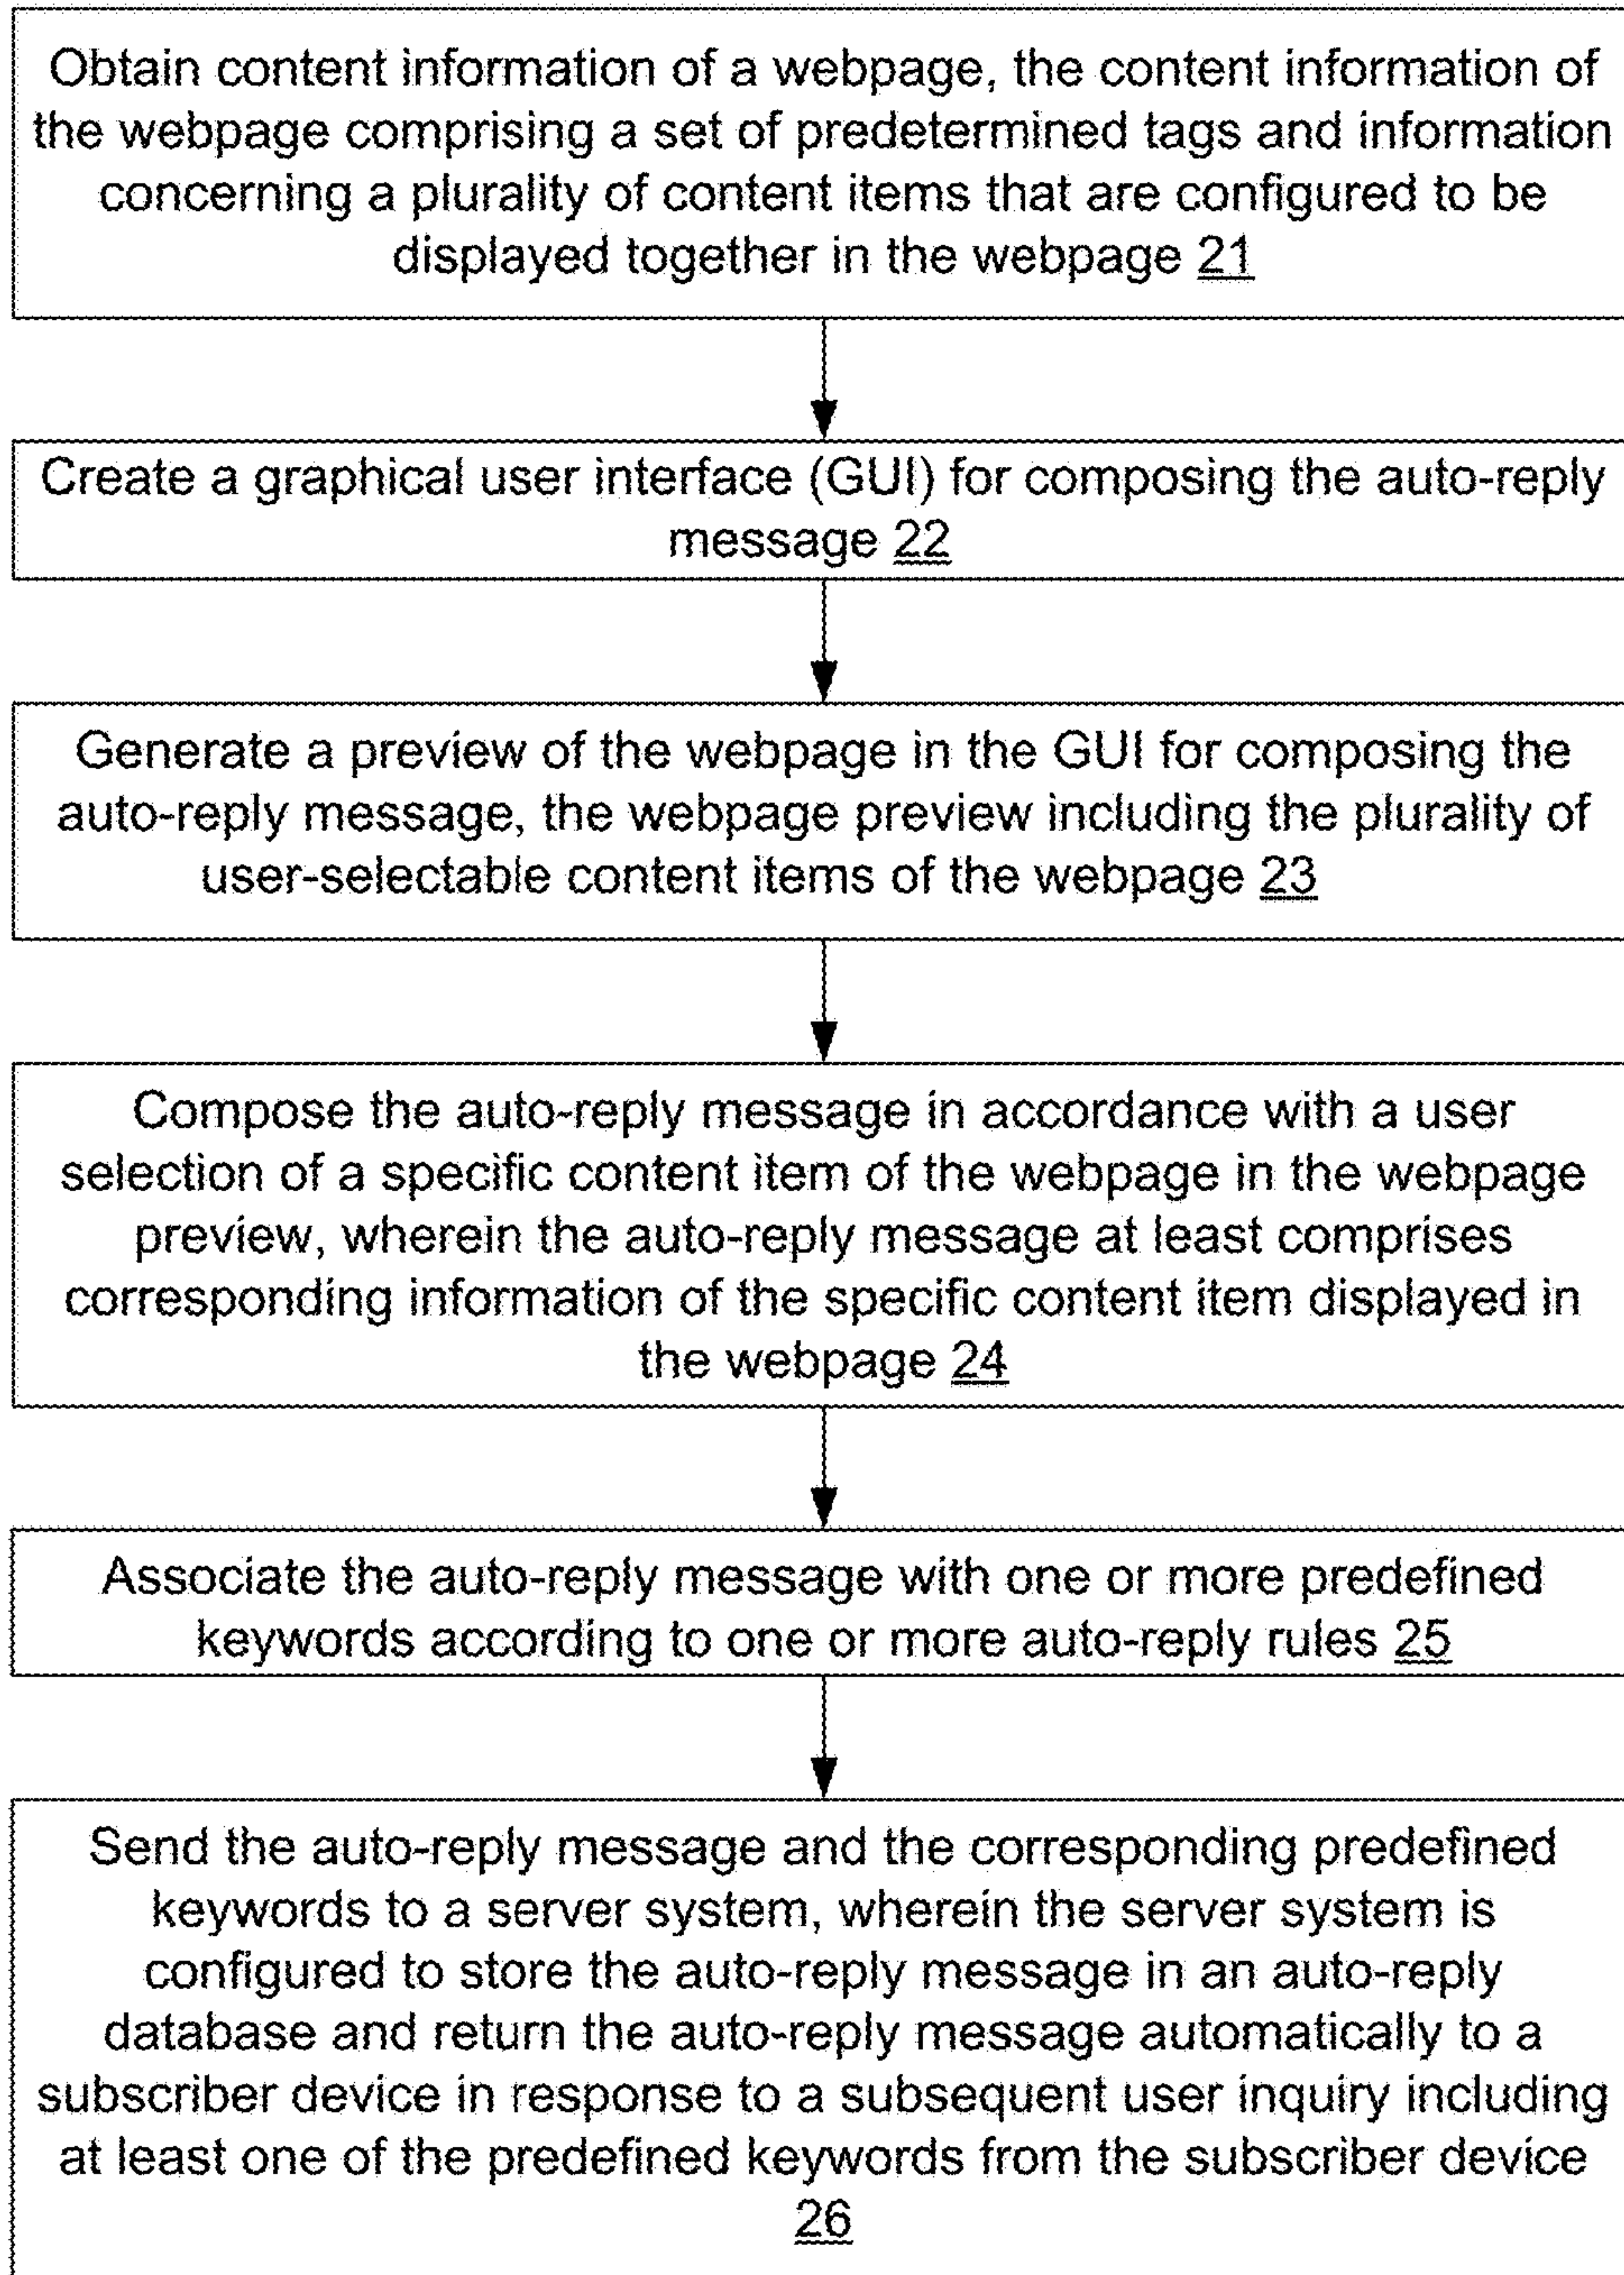 Obtain content information of a webpage, the content information of
the webpage comprising a set of predetermined tags and information
concerning a plurality of content items that are configured to be
displayed together in the webpage 21
Create a graphical user interface (GUI) for composing the auto-reply
message 22
Generate a preview of the webpage in the GUI for composing the
auto-reply message, the webpage preview including the plurality of
user-selectable content items of the webpage 23
Compose the auto-reply message in accordance with a user
selection of a specific content item of the webpage in the webpage
preview, wherein the auto-reply message at least comprises
corresponding information of the specific content item displayed in
the webpage 24
Associate the auto-reply message with one or more predefined
keywords according to one or more auto-reply rules 25
Send the auto-reply message and the corresponding predefined
keywords to a server system, wherein the server system is
configured to store the auto-reply message in an auto-reply
database and return the auto-reply message automatically to a
subscriber device in response to a subsequent user inquiry including
at least one of the predefined keywords from the subscriber device
26